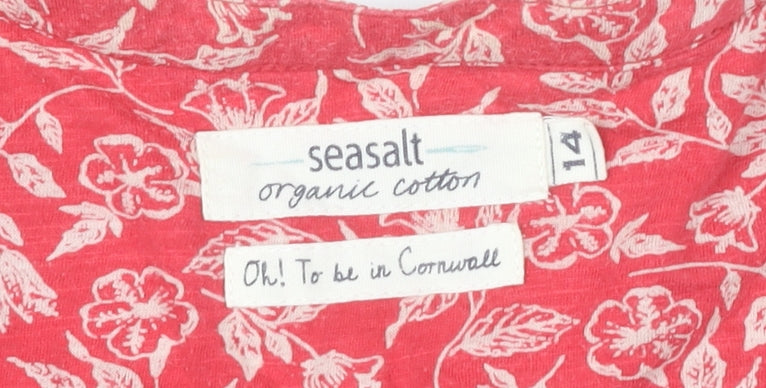 seasalt
organic cotton
14
Oh! To be in Cornwall